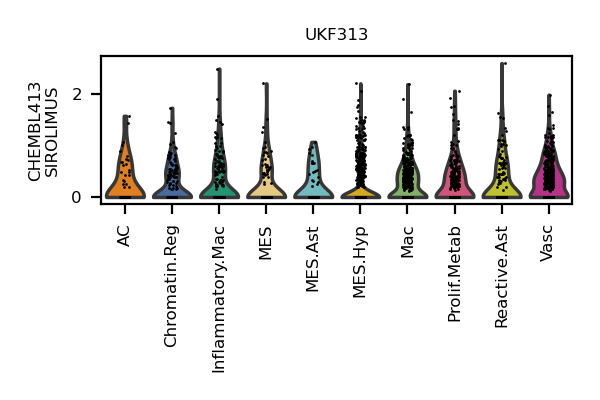 UKF313
CHEMBL413
SIROLIMUS
2
0
AC
Chromatin.Reg
Inflammatory.Mac
MES
MES.Ast
MES.Hyp
Mac
Prolif.Metab
Reactive.Ast
Vasc